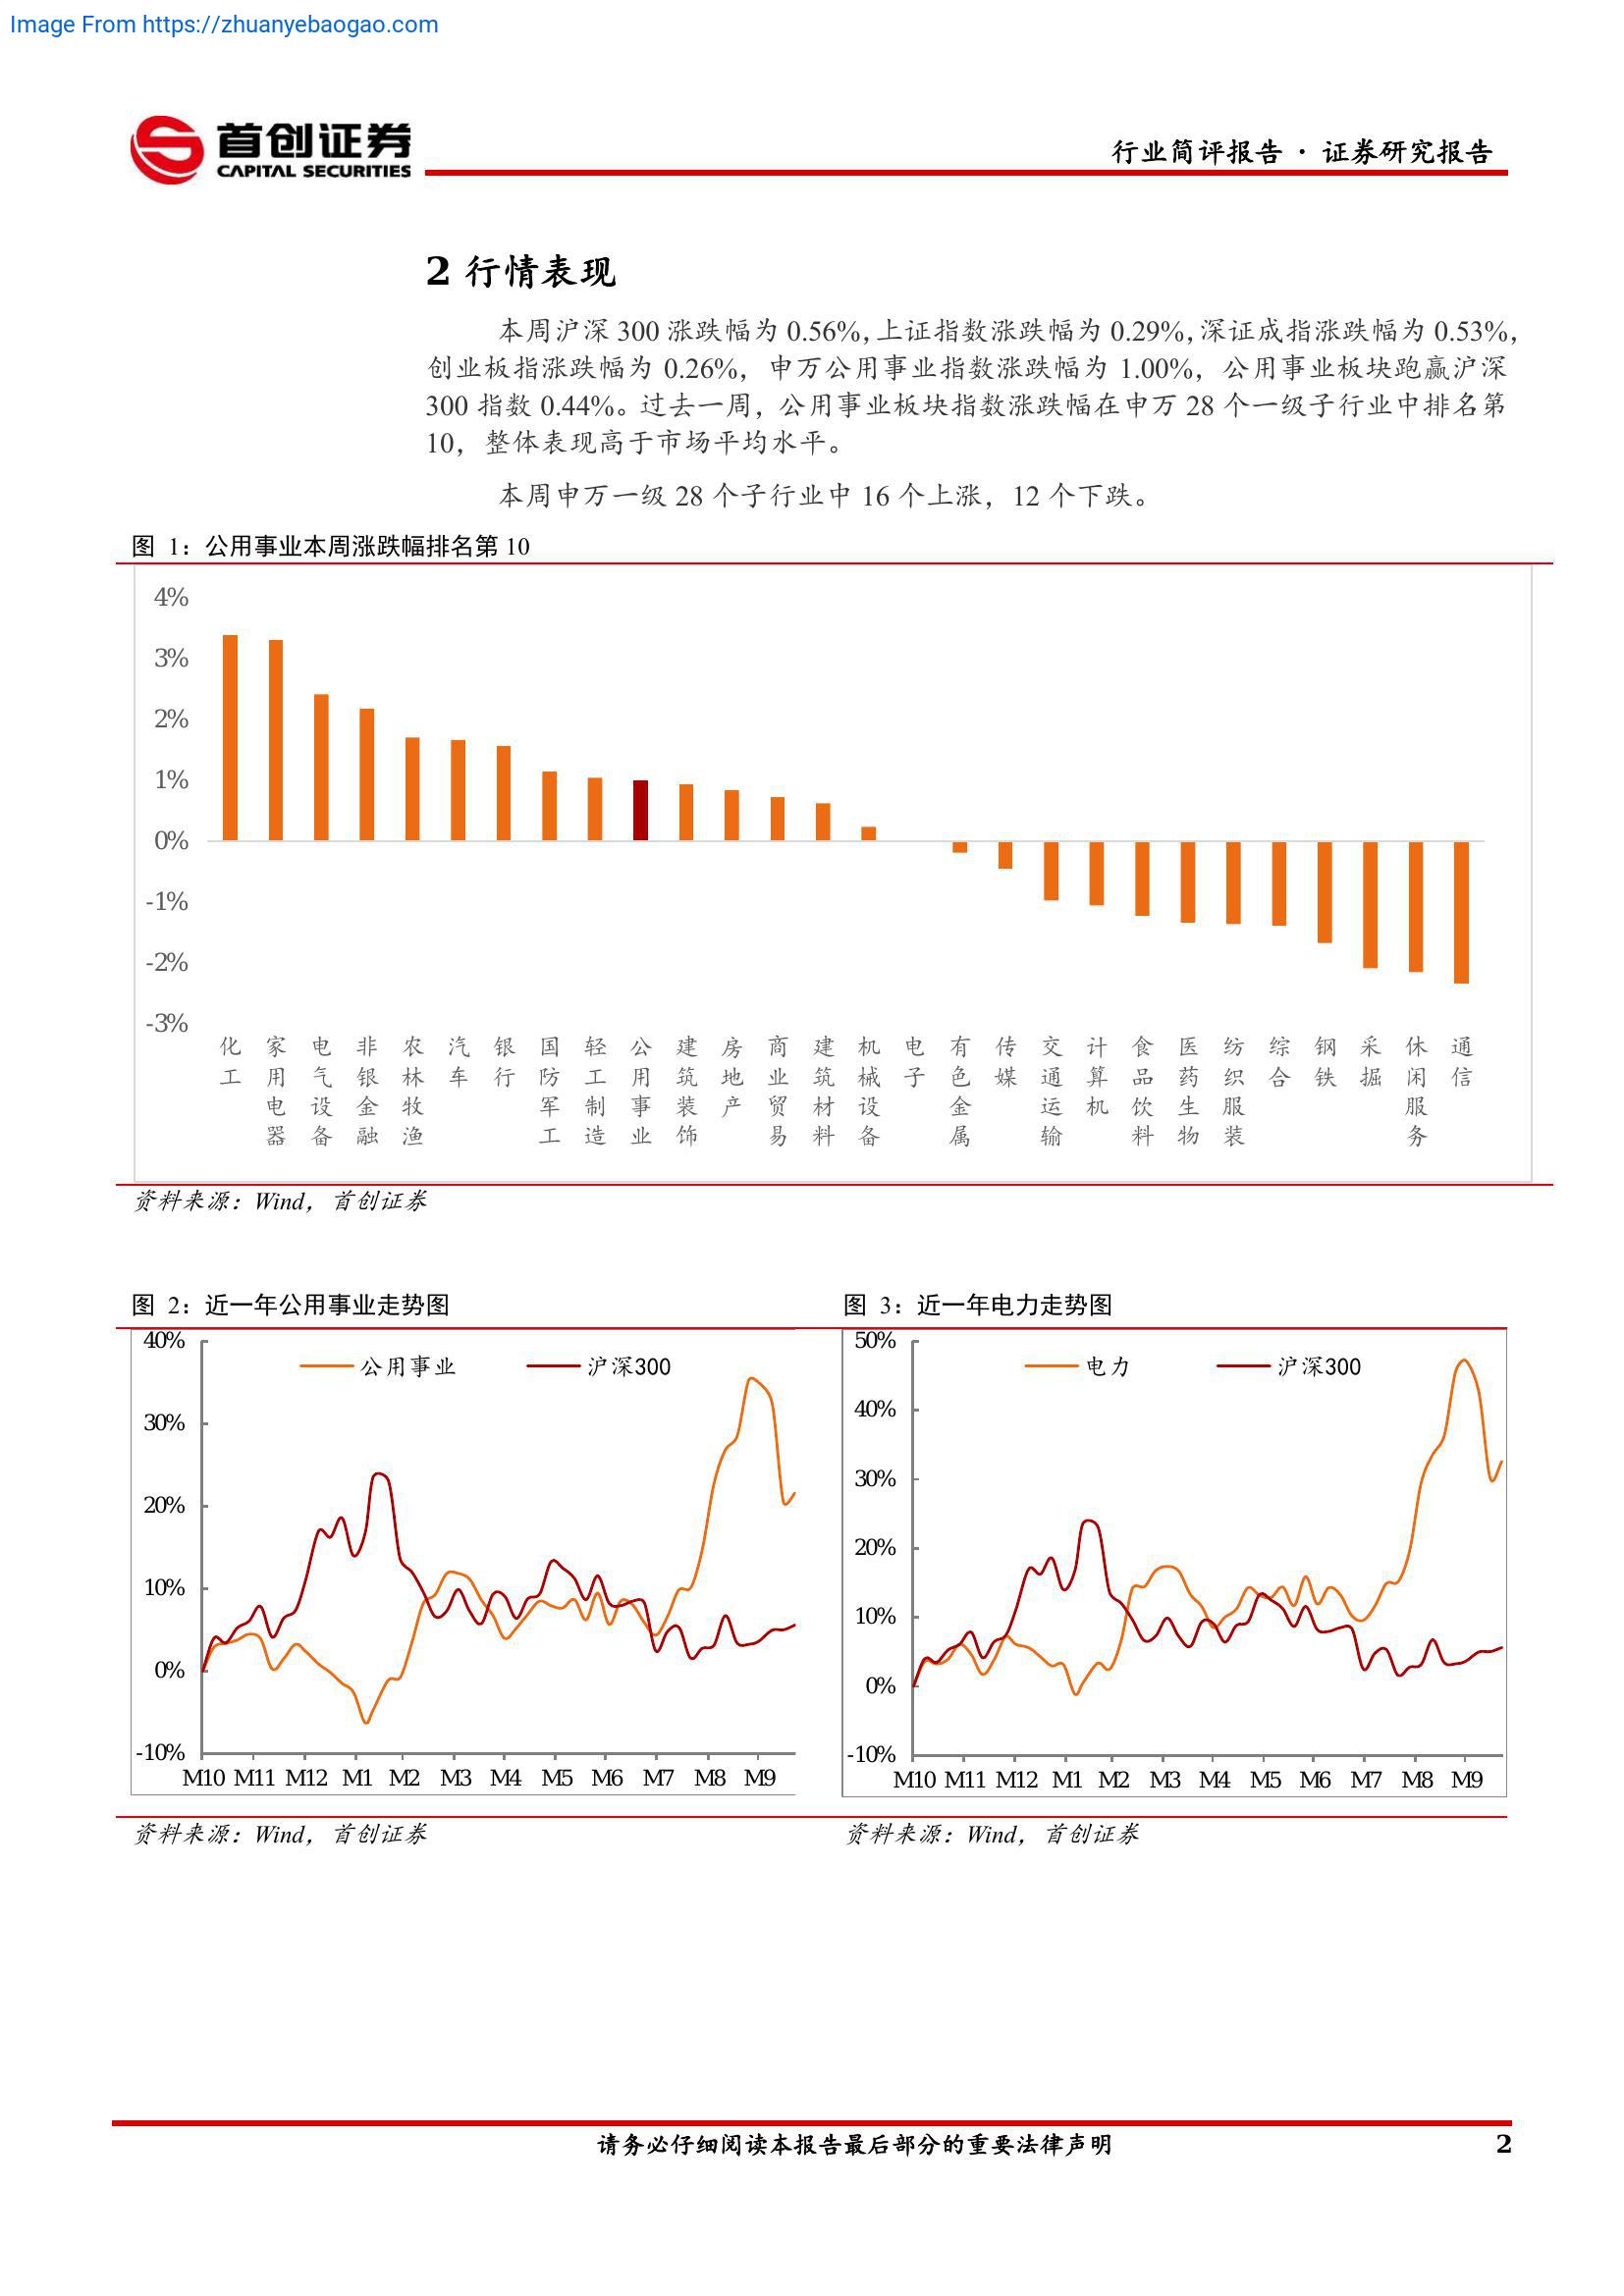 Image From https://zhuanyebaogao.com
首创证券
CAPITAL SECURITIES
行业简评报告 · 证券研究报告
2 行情表现
本周沪深 300 涨跌幅为 0.56%，上证指数涨跌幅为 0.29%，深证成指涨跌幅为 0.53%，
创业板指涨跌幅为 0.26%，申万公用事业指数涨跌幅为 1.00%，公用事业板块跑赢沪深
300 指数 0.44%。过去一周，公用事业板块指数涨跌幅在申万 28 个一级子行业中排名第
10，整体表现高于市场平均水平。
本周申万一级 28 个子行业中 16 个上涨，12 个下跌。
图 1：公用事业本周涨跌幅排名第 10
4%
3%
2%
1%
0%
-1%
-2%
-3%
化工
家用电器
电气设备
非银金融
农林牧渔
汽车
银行
国防军工
轻工制造
公用事业
建筑装饰
房地产
商业贸易
建筑材料
机械设备
电子
有色金属
传媒
交通运输
计算机
食品饮料
医药生物
纺织服装
综合
钢铁
采掘
休闲服务
通信
资料来源：Wind，首创证券
图 2：近一年公用事业走势图
40%
30%
20%
10%
0%
-10%
公用事业 沪深300
M10 M11 M12 M1 M2 M3 M4 M5 M6 M7 M8 M9
资料来源：Wind，首创证券
图 3：近一年电力走势图
50%
40%
30%
20%
10%
0%
-10%
电力 沪深300
M10 M11 M12 M1 M2 M3 M4 M5 M6 M7 M8 M9
资料来源：Wind，首创证券
请务必仔细阅读本报告最后部分的重要法律声明 2